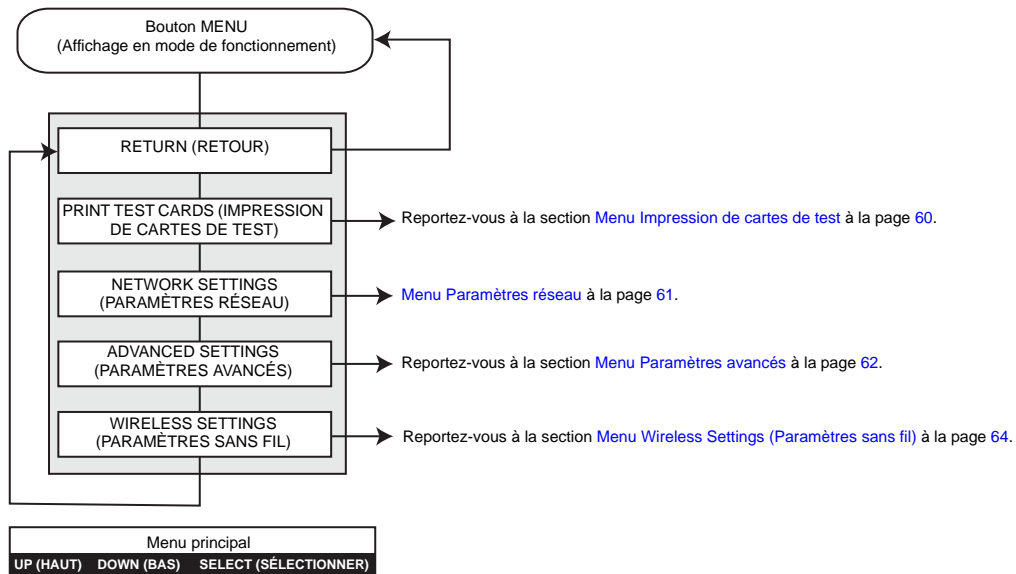 Bouton MENU
(Affichage en mode de fonctionnement)
RETURN (RETOUR)
PRINT TEST CARDS (IMPRESSION
DE CARTES DE TEST)
Reportez-vous à la section Menu Impression de cartes de test à la page 60.
NETWORK SETTINGS
(PARAMÈTRES RÉSEAU)
Menu Paramètres réseau à la page 61.
ADVANCED SETTINGS
(PARAMÈTRES AVANCÉS)
Reportez-vous à la section Menu Paramètres avancés à la page 62.
WIRELESS SETTINGS
(PARAMÈTRES SANS FIL)
Reportez-vous à la section Menu Wireless Settings (Paramètres sans fil) à la page 64.
Menu principal
UP (HAUT) DOWN (BAS) SELECT (SÉLECTIONNER)